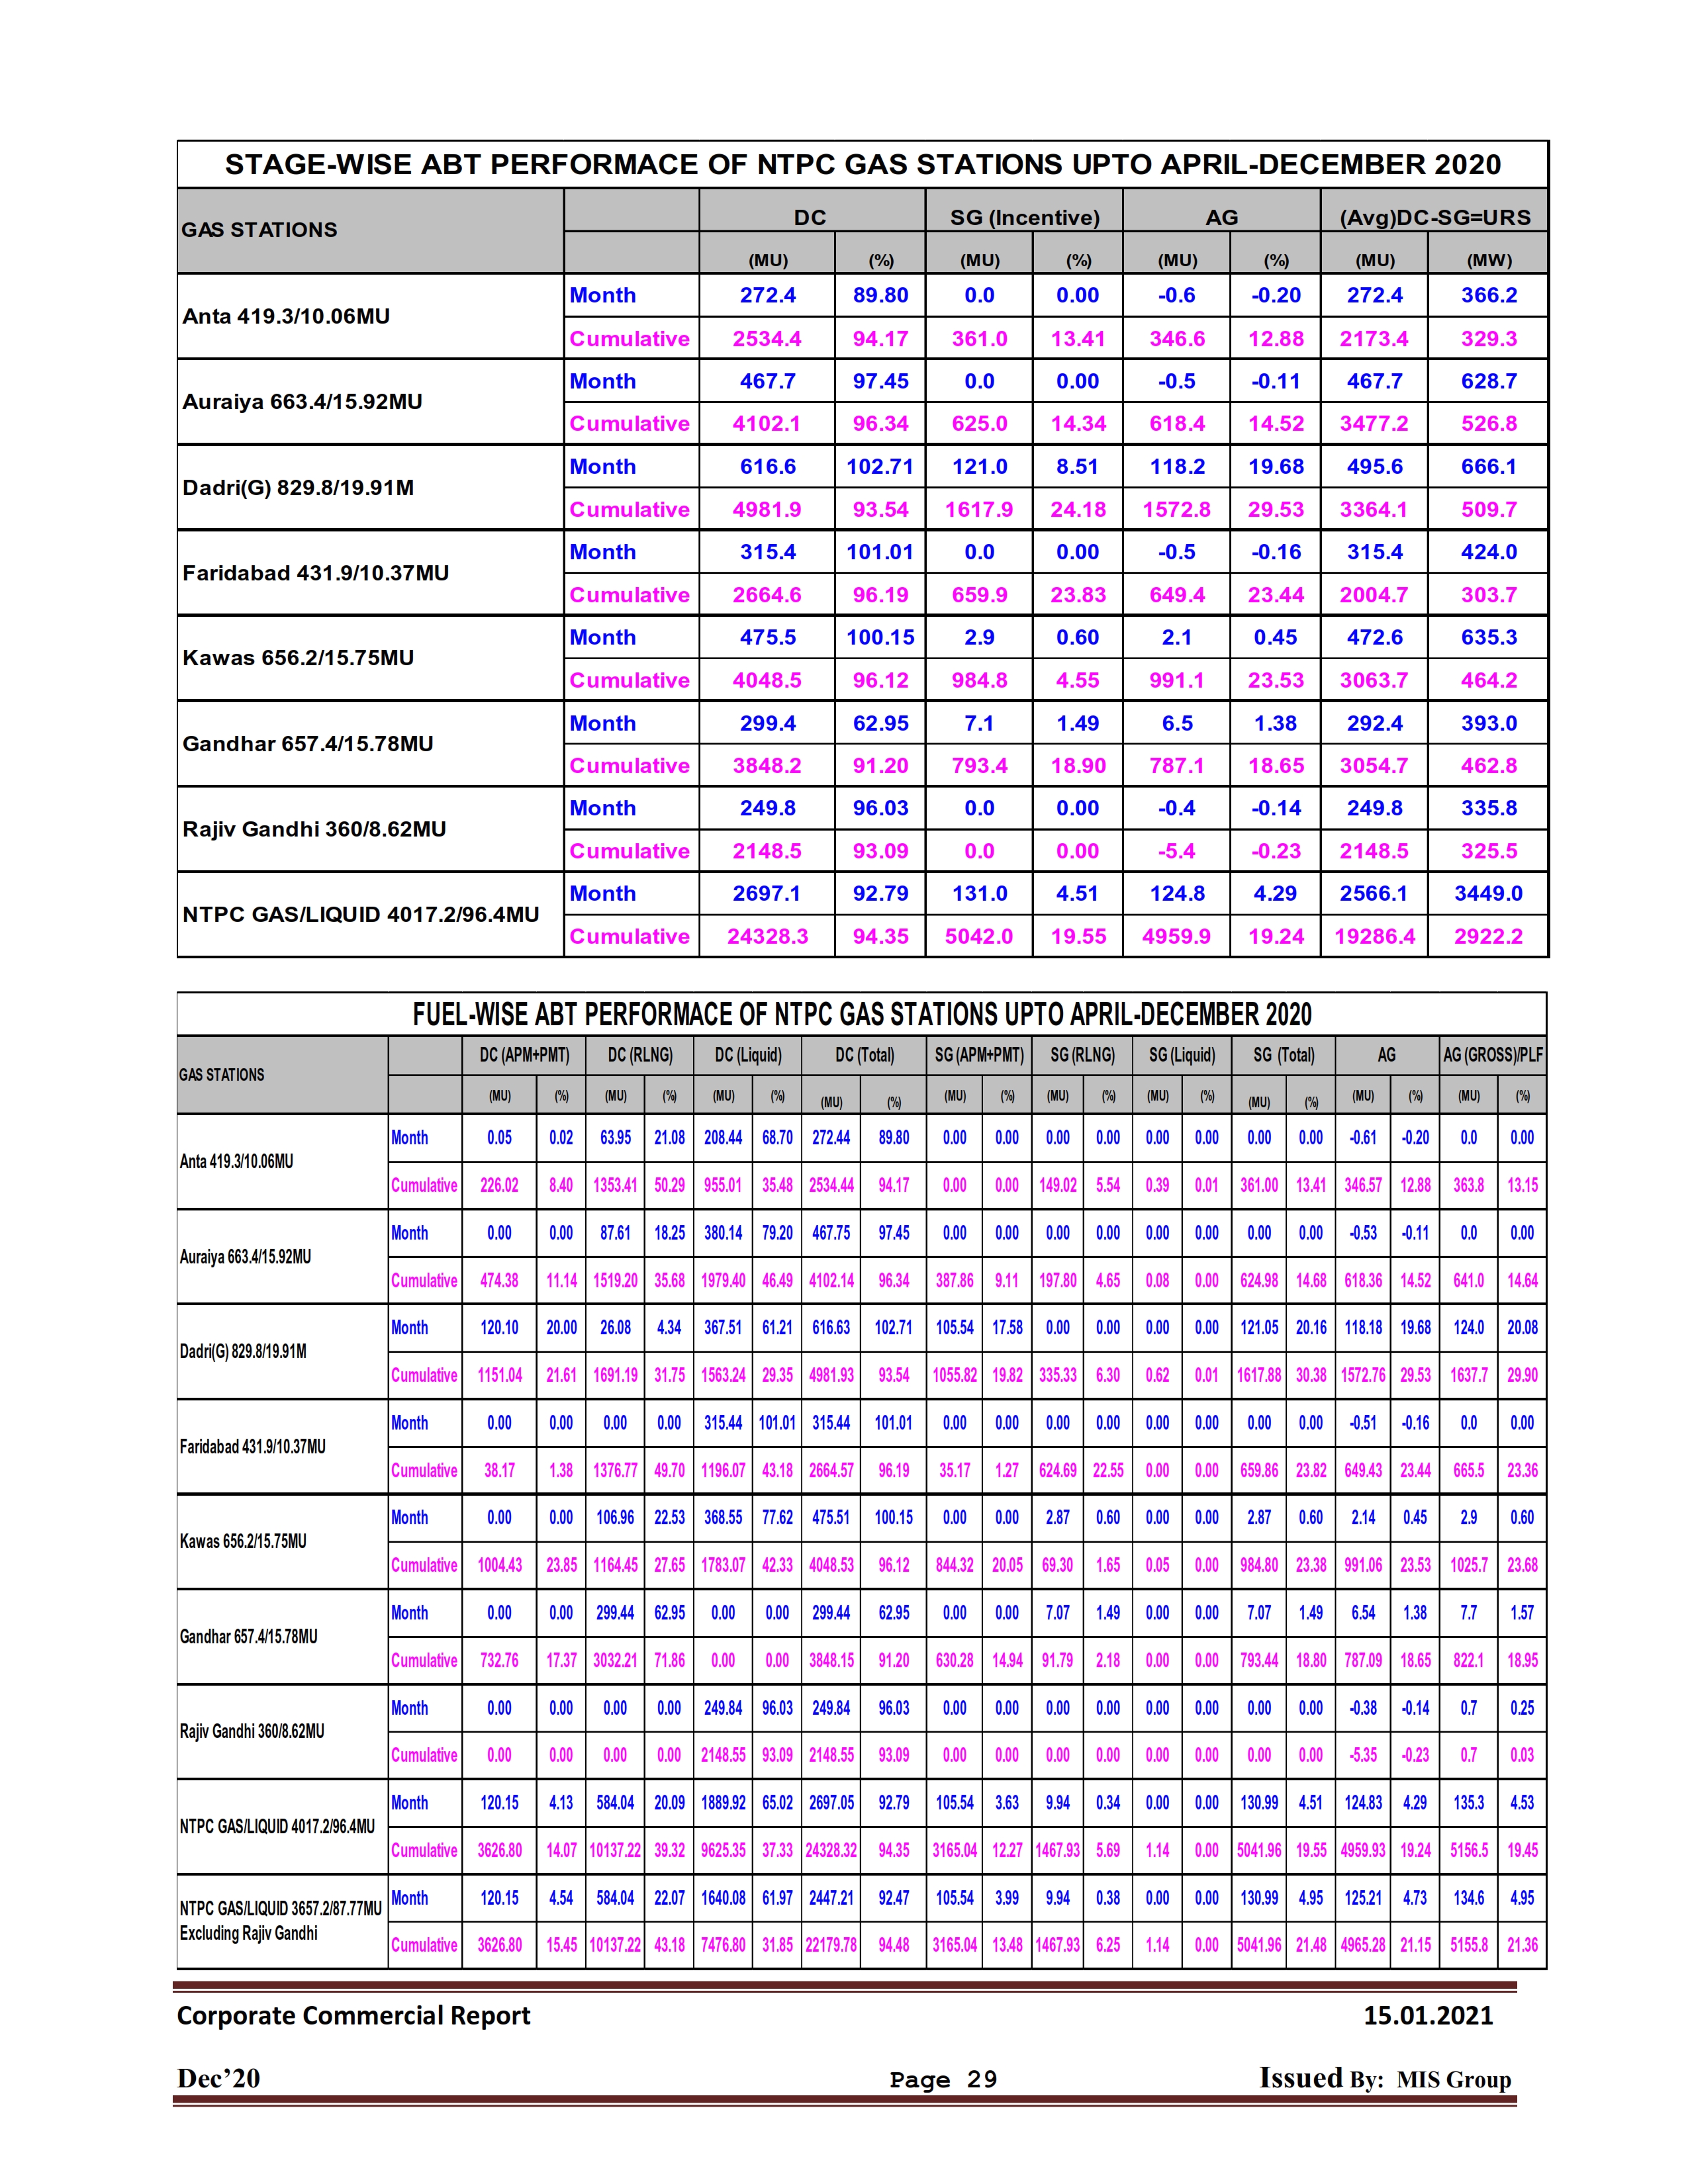 STAGE-WISE ABT PERFORMACE OF NTPC GAS STATIONS UPTO APRIL-DECEMBER 2020
GAS STATIONS DC SG (Incentive) AG (Avg)DC-SG=URS
(MU) (%) (MU) (%) (MU) (%) (MU) (MW)
Anta 419.3/10.06MU
Month 272.4 89.80 0.0 0.00 -0.6 -0.20 272.4 366.2
Cumulative 2534.4 94.17 361.0 13.41 346.6 12.88 2173.4 329.3
Auraiya 663.4/15.92MU
Month 467.7 97.45 0.0 0.00 -0.5 -0.11 467.7 628.7
Cumulative 4102.1 96.34 625.0 14.34 618.4 14.52 3477.2 526.8
Dadri(G) 829.8/19.91M
Month 616.6 102.71 121.0 8.51 118.2 19.68 495.6 666.1
Cumulative 4981.9 93.54 1617.9 24.18 1572.8 29.53 3364.1 509.7
Faridabad 431.9/10.37MU
Month 315.4 101.01 0.0 0.00 -0.5 -0.16 315.4 424.0
Cumulative 2664.6 96.19 659.9 23.83 649.4 23.44 2004.7 303.7
Kawas 656.2/15.75MU
Month 475.5 100.15 2.9 0.60 2.1 0.45 472.6 635.3
Cumulative 4048.5 96.12 984.8 4.55 991.1 23.53 3063.7 464.2
Gandhar 657.4/15.78MU
Month 299.4 62.95 7.1 1.49 6.5 1.38 292.4 393.0
Cumulative 3848.2 91.20 793.4 18.90 787.1 18.65 3054.7 462.8
Rajiv Gandhi 360/8.62MU
Month 249.8 96.03 0.0 0.00 -0.4 -0.14 249.8 335.8
Cumulative 2148.5 93.09 0.0 0.00 -5.4 -0.23 2148.5 325.5
NTPC GAS/LIQUID 4017.2/96.4MU
Month 2697.1 92.79 131.0 4.51 124.8 4.29 2566.1 3449.0
Cumulative 24328.3 94.35 5042.0 19.55 4959.9 19.24 19286.4 2922.2
FUEL-WISE ABT PERFORMACE OF NTPC GAS STATIONS UPTO APRIL-DECEMBER 2020
GAS STATIONS DC (APM+PMT) DC (RLNG) DC (Liquid) DC (Total) SG (APM+PMT) SG (RLNG) SG (Liquid) SG (Total) AG AG (GROSS)/PLF
(MU) (%) (MU) (%) (MU) (%) (MU) (%) (MU) (%) (MU) (%) (MU) (%) (MU) (%) (MU) (%) (MU) (%)
Anta 419.3/10.06MU
Month 0.05 0.02 63.95 21.08 208.44 68.70 272.44 89.80 0.00 0.00 0.00 0.00 0.00 0.00 0.00 0.00 -0.61 -0.20 0.0 0.00
Cumulative 226.02 8.40 1353.41 50.29 955.01 35.48 2534.44 94.17 0.00 0.00 149.02 5.54 0.39 0.01 361.00 13.41 346.57 12.88 363.8 13.15
Auraiya 663.4/15.92MU
Month 0.00 0.00 87.61 18.25 380.14 79.20 467.75 97.45 0.00 0.00 0.00 0.00 0.00 0.00 0.00 0.00 -0.53 -0.11 0.0 0.00
Cumulative 474.38 11.14 1519.20 35.68 1979.40 46.49 4102.14 96.34 387.86 9.11 197.80 4.65 0.08 0.00 624.98 14.68 618.36 14.52 641.0 14.64
Dadri(G) 829.8/19.91M
Month 120.10 20.00 26.08 4.34 367.51 61.21 616.63 102.71 105.54 17.58 0.00 0.00 0.00 0.00 121.05 20.16 118.18 19.68 124.0 20.08
Cumulative 1151.04 21.61 1691.19 31.75 1563.24 29.35 4981.93 93.54 1055.82 19.82 335.33 6.30 0.62 0.01 1617.88 30.38 1572.76 29.53 1637.7 29.90
Faridabad 431.9/10.37MU
Month 0.00 0.00 0.00 0.00 315.44 101.01 315.44 101.01 0.00 0.00 0.00 0.00 0.00 0.00 0.00 0.00 -0.51 -0.16 0.0 0.00
Cumulative 38.17 1.38 1376.77 49.70 1196.07 43.18 2664.57 96.19 35.17 1.27 624.69 22.55 0.00 0.00 659.86 23.82 649.43 23.44 665.5 23.36
Kawas 656.2/15.75MU
Month 0.00 0.00 106.96 22.53 368.55 77.62 475.51 100.15 0.00 0.00 2.87 0.60 0.00 0.00 2.87 0.60 2.14 0.45 2.9 0.60
Cumulative 1004.43 23.85 1164.45 27.65 1783.07 42.33 4048.53 96.12 844.32 20.05 69.30 1.65 0.05 0.00 984.80 23.38 991.06 23.53 1025.7 23.68
Gandhar 657.4/15.78MU
Month 0.00 0.00 299.44 62.95 0.00 0.00 299.44 62.95 0.00 0.00 7.07 1.49 0.00 0.00 7.07 1.49 6.54 1.38 7.7 1.57
Cumulative 732.76 17.37 3032.21 71.86 0.00 0.00 3848.15 91.20 630.28 14.94 91.79 2.18 0.00 0.00 793.44 18.80 787.09 18.65 822.1 18.95
Rajiv Gandhi 360/8.62MU
Month 0.00 0.00 0.00 0.00 249.84 96.03 249.84 96.03 0.00 0.00 0.00 0.00 0.00 0.00 0.00 0.00 -0.38 -0.14 0.7 0.25
Cumulative 0.00 0.00 0.00 0.00 2148.55 93.09 2148.55 93.09 0.00 0.00 0.00 0.00 0.00 0.00 0.00 0.00 -5.35 -0.23 0.7 0.03
NTPC GAS/LIQUID 4017.2/96.4MU
Month 120.15 4.13 584.04 20.09 1889.92 65.02 2697.05 92.79 105.54 3.63 9.94 0.34 0.00 0.00 130.99 4.51 124.83 4.29 135.3 4.53
Cumulative 3626.80 14.07 10137.22 39.32 9625.35 37.33 24328.32 94.35 3165.04 12.27 1467.93 5.69 1.14 0.00 5041.96 19.55 4959.93 19.24 5156.5 19.45
NTPC GAS/LIQUID 3657.2/87.77MU
Excluding Rajiv Gandhi
Month 120.15 4.54 584.04 22.07 1640.08 61.97 2447.21 92.47 105.54 3.99 9.94 0.38 0.00 0.00 130.99 4.95 125.21 4.73 134.6 4.95
Cumulative 3626.80 15.45 10137.22 43.18 7476.80 31.85 22179.78 94.48 3165.04 13.48 1467.93 6.25 1.14 0.00 5041.96 21.48 4965.28 21.15 5155.8 21.36
Corporate Commercial Report 15.01.2021
Dec’20 Page 29 Issued By: MIS Group